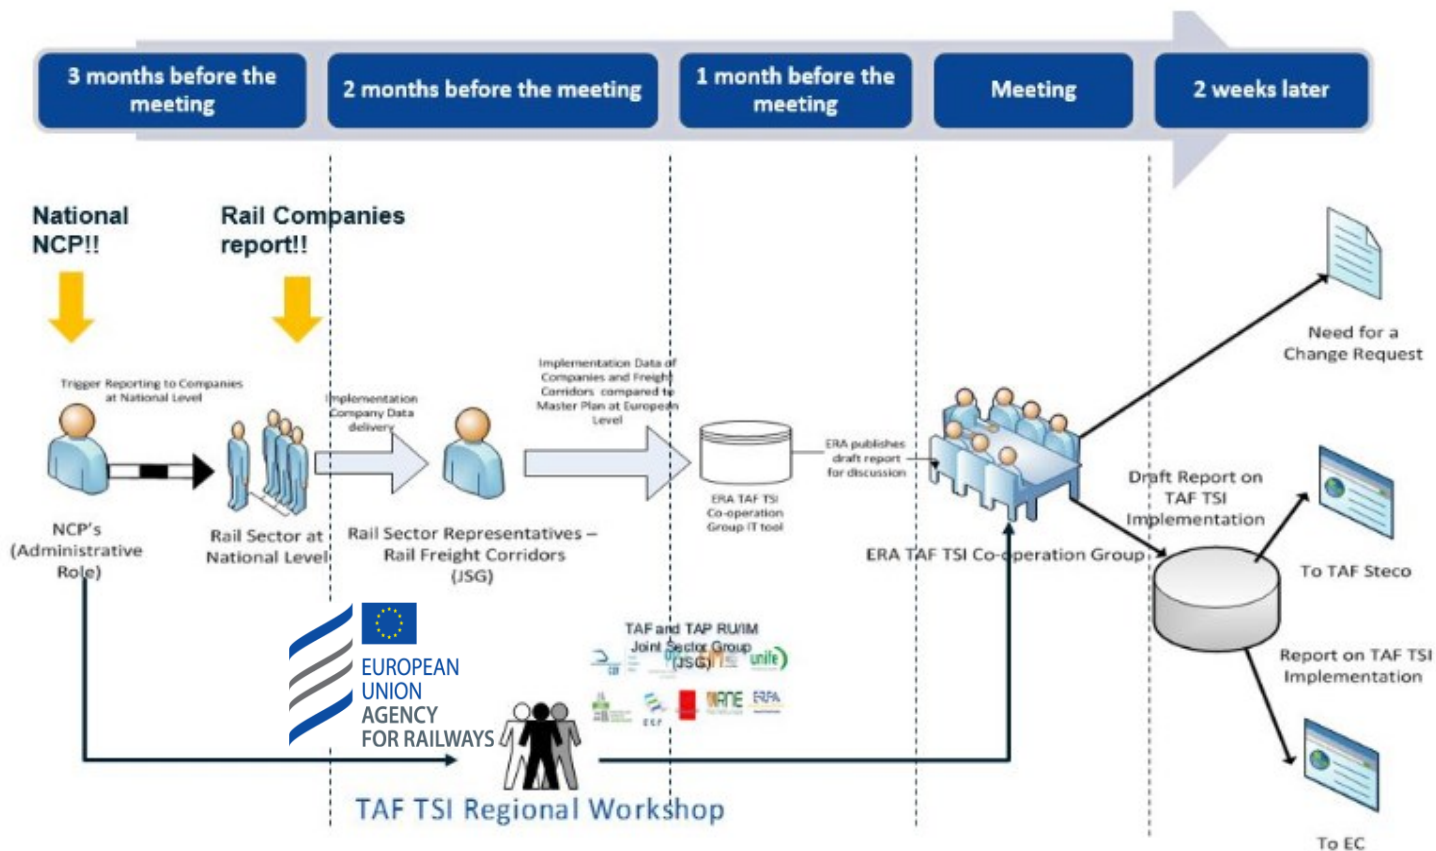 3 months before the
meeting
2 months before the meeting
1 month before the
meeting
Meeting
2 weeks later
National
NCP!!
Rail Companies
report!!
Trigger Reporting to Companies
at National Level
Implementation
Company Data
delivery
Implementation Data of
Companies and Freight
Corridors compared to
Master Plan at European
Level
ERA publishes
draft report
for discussion
Need for a
Change Request
NCP's
(Administrative
Role)
Rail Sector at
National Level
Rail Sector Representatives –
Rail Freight Corridors
(JSG)
ERA TAF TSI
Co-operation
Group IT tool
ERA TAF TSI Co-operation Group
Draft Report on
TAF TSI
Implementation
To TAF Steco
Report on TAF TSI
Implementation
To EC
EUROPEAN
UNION
AGENCY
FOR RAILWAYS
TAF and TAP RU/IM
Joint Sector Group
(JSG)
unife
ERFA
TAF TSI Regional Workshop